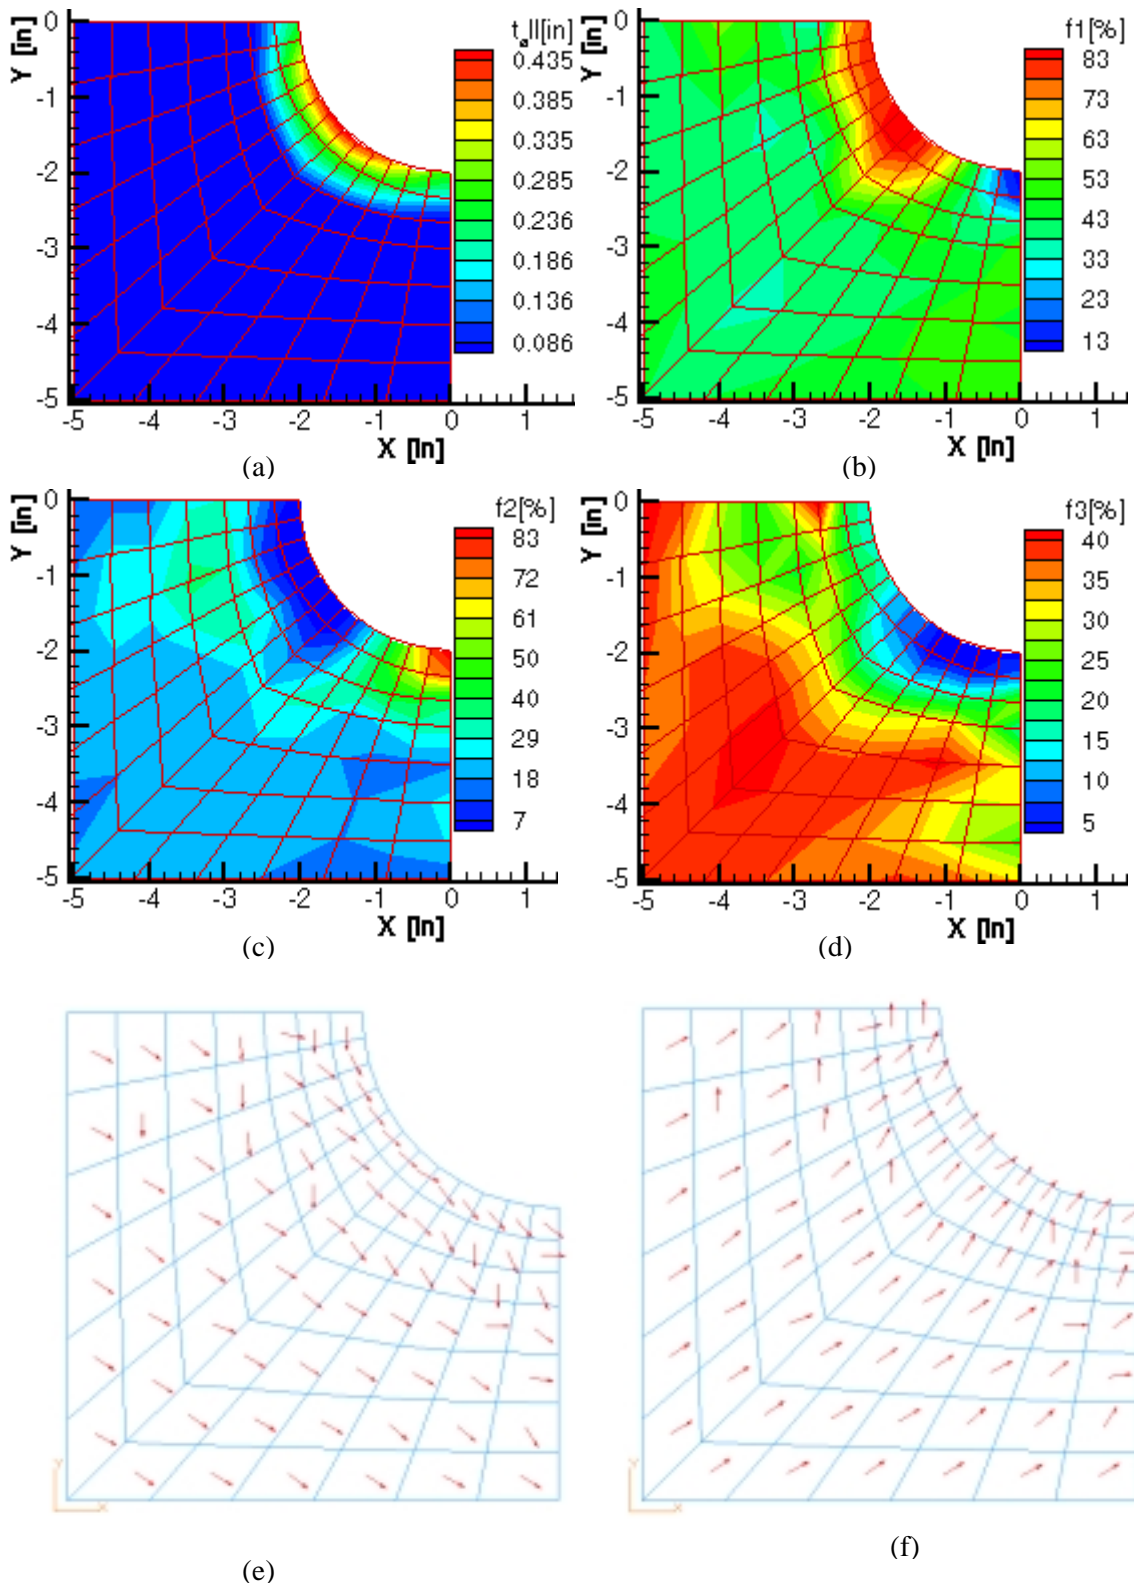 0
-1
-2
-3
-4
-5
Y [in]
-5 -4 -3 -2 -1 0 1
X [in]
t_all[in]
0.435
0.385
0.335
0.285
0.236
0.186
0.136
0.086
(a)
0
-1
-2
-3
-4
-5
Y [in]
-5 -4 -3 -2 -1 0 1
X [in]
f1[%]
83
73
63
53
43
33
23
13
(b)
0
-1
-2
-3
-4
-5
Y [in]
-5 -4 -3 -2 -1 0 1
X [in]
f2[%]
83
72
61
50
40
29
18
7
(c)
0
-1
-2
-3
-4
-5
Y [in]
-5 -4 -3 -2 -1 0 1
X [in]
f3[%]
40
35
30
25
20
15
10
5
(d)
Y
X
(e)
Y
X
(f)